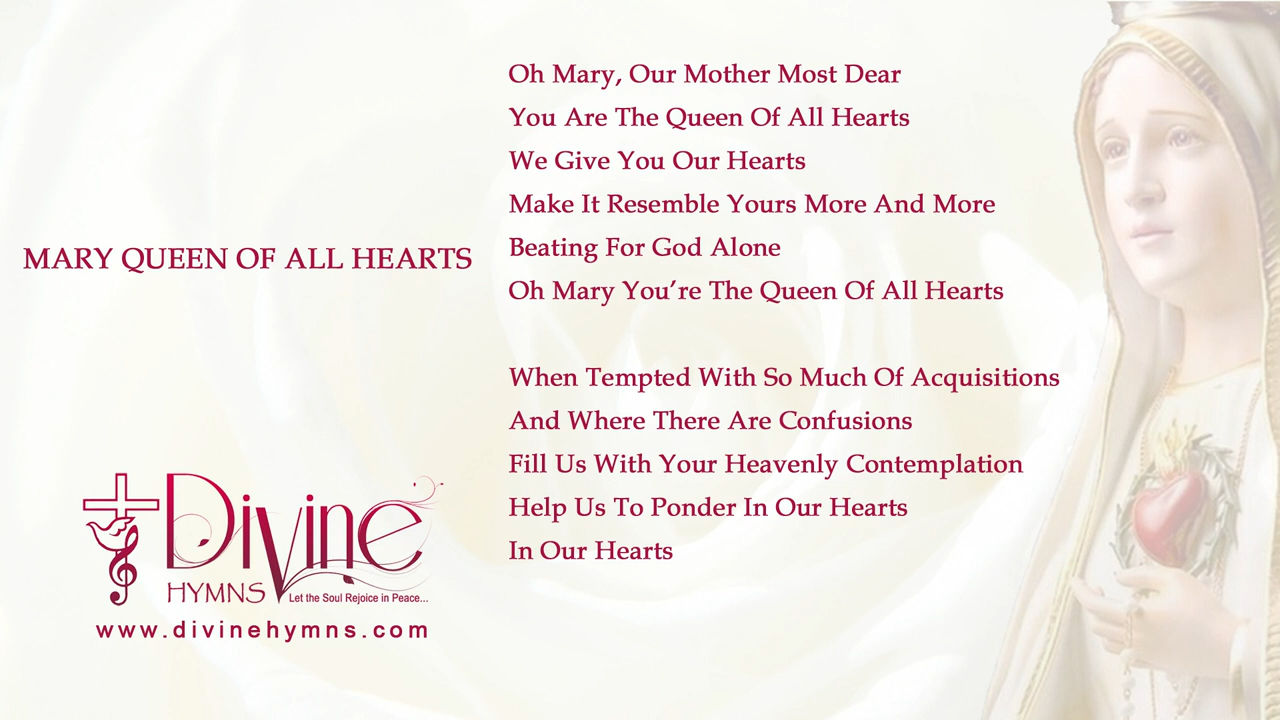 MARY QUEEN OF ALL HEARTS
Oh Mary, Our Mother Most Dear
You Are The Queen Of All Hearts
We Give You Our Hearts
Make It Resemble Yours More And More
Beating For God Alone
Oh Mary You’re The Queen Of All Hearts
When Tempted With So Much Of Acquisitions
And Where There Are Confusions
Fill Us With Your Heavenly Contemplation
Help Us To Ponder In Our Hearts
In Our Hearts
Divine
HYMNS
Let the Soul Rejoice in Peace...
www.divinehymns.com